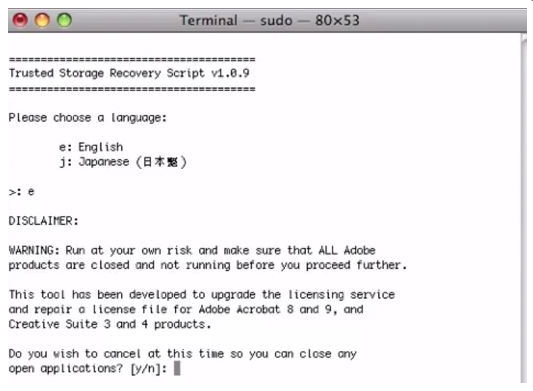 Terminal — sudo — 80×53
========================================
Trusted Storage Recovery Script v1.0.9
========================================
Please choose a language:
e: English
j: Japanese (日本)
>: e
DISCLAIMER:
WARNING: Run at your own risk and make sure that ALL Adobe
products are closed and not running before you proceed further.
This tool has been developed to upgrade the licensing service
and repair a license file for Adobe Acrobat 8 and 9, and
Creative Suite 3 and 4 products.
Do you wish to cancel at this time so you can close any
open applications? [y/n]: